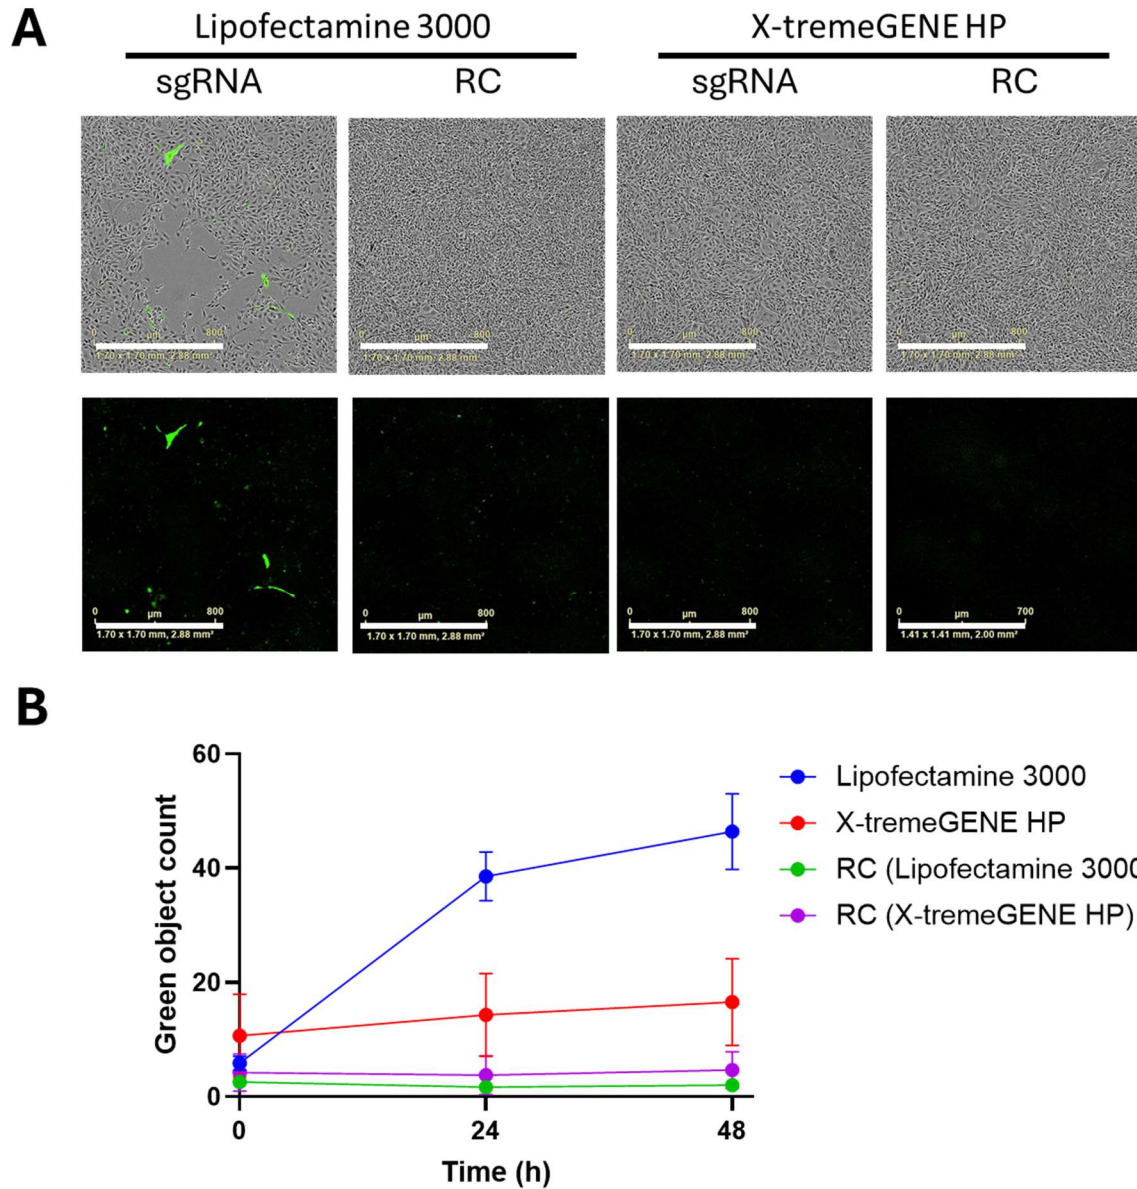 A
Lipofectamine 3000
X-tremeGENE HP
sgRNA
RC
sgRNA
RC
0 µm 800
1.70 x 1.70 mm, 2.88 mm²
0 µm 800
1.70 x 1.70 mm, 2.88 mm²
0 µm 800
1.70 x 1.70 mm, 2.88 mm²
0 µm 800
1.70 x 1.70 mm, 2.88 mm²
0 µm 800
1.70 x 1.70 mm, 2.88 mm²
0 µm 800
1.70 x 1.70 mm, 2.88 mm²
0 µm 800
1.70 x 1.70 mm, 2.88 mm²
0 µm 700
1.41 x 1.41 mm, 2.00 mm²
B
60
40
20
0
Green object count
0
24
48
Time (h)
Lipofectamine 3000
X-tremeGENE HP
RC (Lipofectamine 3000
RC (X-tremeGENE HP)